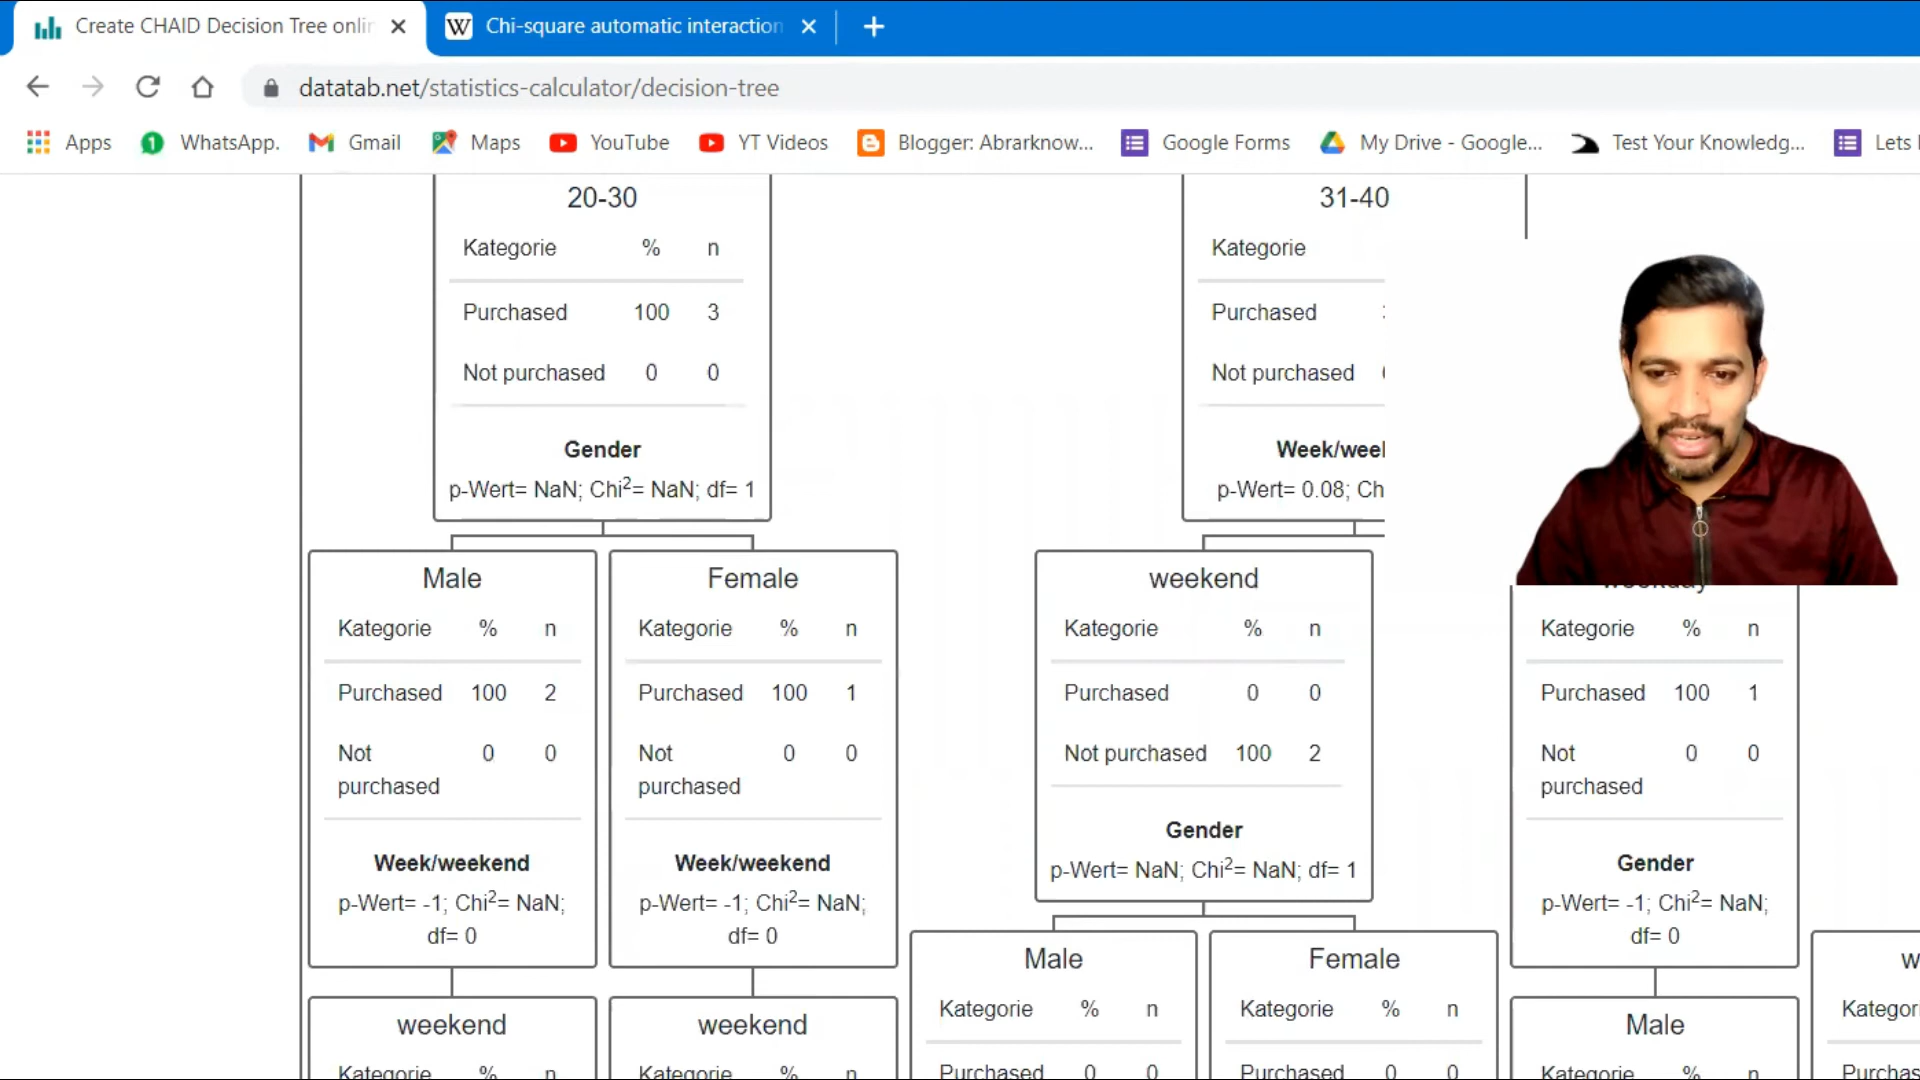 Create CHAID Decision Tree onlin
Chi-square automatic interaction
datatab.net/statistics-calculator/decision-tree
Apps
WhatsApp.
Gmail
Maps
YouTube
YT Videos
Blogger: Abrarknow...
Google Forms
My Drive - Google...
Test Your Knowledg...
Lets
20-30
Kategorie % n
Purchased 100 3
Not purchased 0 0
Gender
p-Wert= NaN; Chi²= NaN; df= 1
31-40
Kategorie
Purchased
Not purchased
Week/week
p-Wert= 0.08; Ch
Male
Kategorie % n
Purchased 100 2
Not 0 0
purchased
Week/weekend
p-Wert= -1; Chi²= NaN;
df= 0
Female
Kategorie % n
Purchased 100 1
Not 0 0
purchased
Week/weekend
p-Wert= -1; Chi²= NaN;
df= 0
weekend
Kategorie % n
Purchased 0 0
Not purchased 100 2
Gender
p-Wert= NaN; Chi²= NaN; df= 1
weekday
Kategorie % n
Purchased 100 1
Not 0 0
purchased
Gender
p-Wert= -1; Chi²= NaN;
df= 0
weekend
Kategorie % n
weekend
Kategorie % n
Male
Kategorie % n
Purchased 0 0
Female
Kategorie % n
Purchased 0 0
Male
Kategorie % n
w
Kategori
Purchas